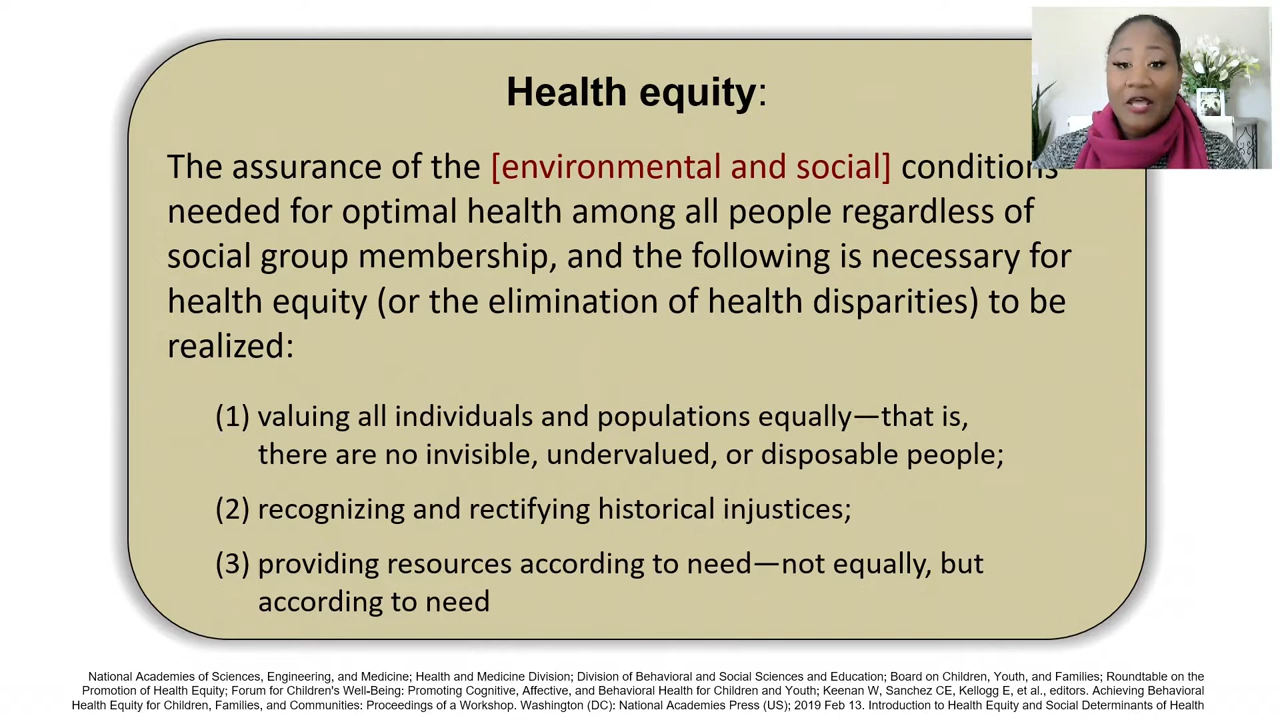 Health equity:
The assurance of the [environmental and social] conditions
needed for optimal health among all people regardless of
social group membership, and the following is necessary for
health equity (or the elimination of health disparities) to be
realized:
(1) valuing all individuals and populations equally—that is,
there are no invisible, undervalued, or disposable people;
(2) recognizing and rectifying historical injustices;
(3) providing resources according to need—not equally, but
according to need
National Academies of Sciences, Engineering, and Medicine; Health and Medicine Division; Division of Behavioral and Social Sciences and Education; Board on Children, Youth, and Families; Roundtable on the
Promotion of Health Equity; Forum for Children's Well-Being: Promoting Cognitive, Affective, and Behavioral Health for Children and Youth; Keenan W, Sanchez CE, Kellogg E, et al., editors. Achieving Behavioral
Health Equity for Children, Families, and Communities: Proceedings of a Workshop. Washington (DC): National Academies Press (US); 2019 Feb 13. Introduction to Health Equity and Social Determinants of Health